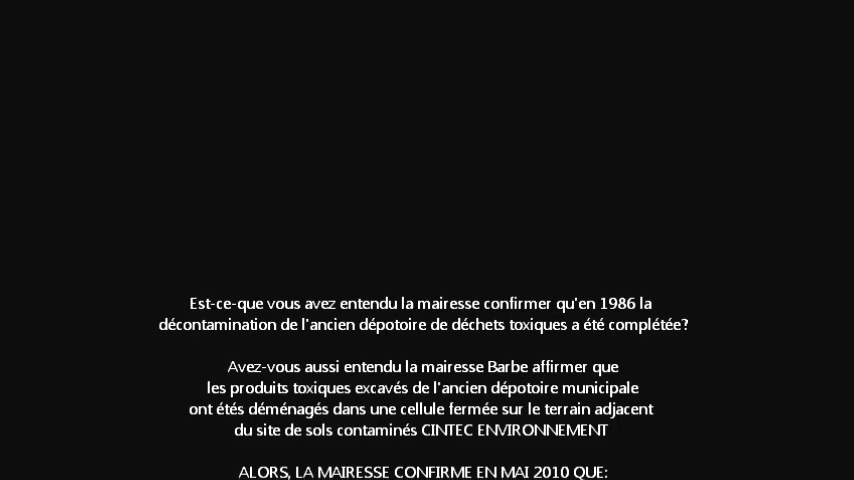 Est-ce-que vous avez entendu la mairesse confirmer qu'en 1986 la
décontamination de l'ancien dépotoire de déchets toxiques a été complétée?
Avez-vous aussi entendu la mairesse Barbe affirmer que
les produits toxiques excavés de l'ancien dépotoire municipale
ont étés déménagés dans une cellule fermée sur le terrain adjacent
du site de sols contaminés CINTEC ENVIRONNEMENT
ALORS, LA MAIRESSE CONFIRME EN MAI 2010 QUE: